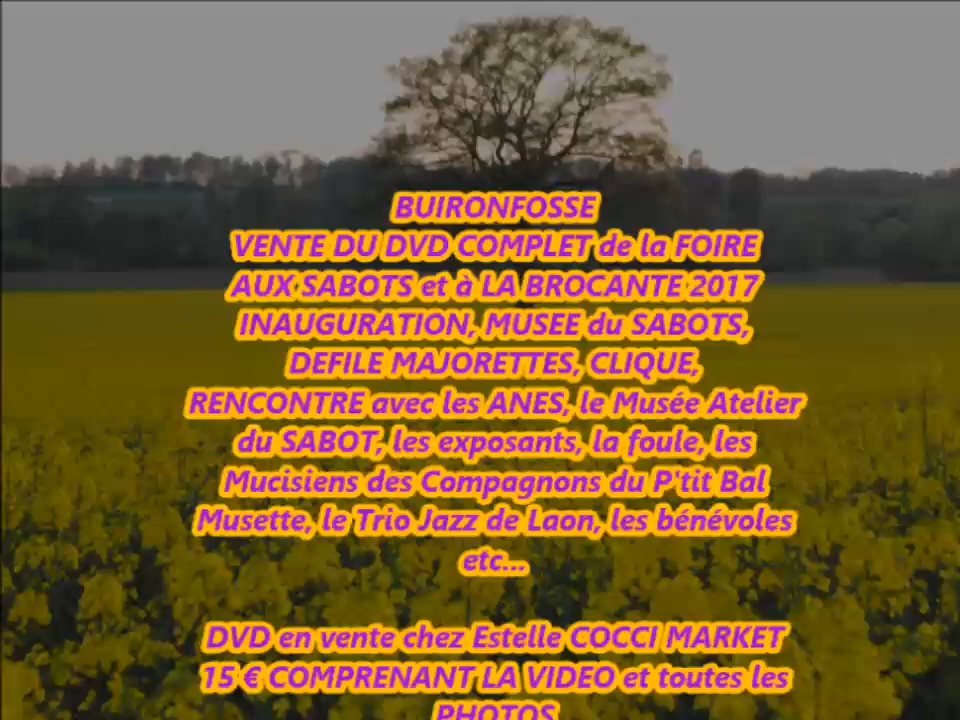 BUIRONFOSSE
VENTE DU DVD COMPLET de la FOIRE
AUX SABOTS et à LA BROCANTE 2017
INAUGURATION, MUSEE du SABOTS,
DEFILE MAJORETTES, CLIQUE,
RENCONTRE avec les ANES, le Musée Atelier
du SABOT, les exposants, la foule, les
Mucisiens des Compagnons du P'tit Bal
Musette, le Trio Jazz de Laon, les bénévoles
etc...
DVD en vente chez Estelle COCCI MARKET
15 € COMPRENANT LA VIDEO et toutes les
PHOTOS